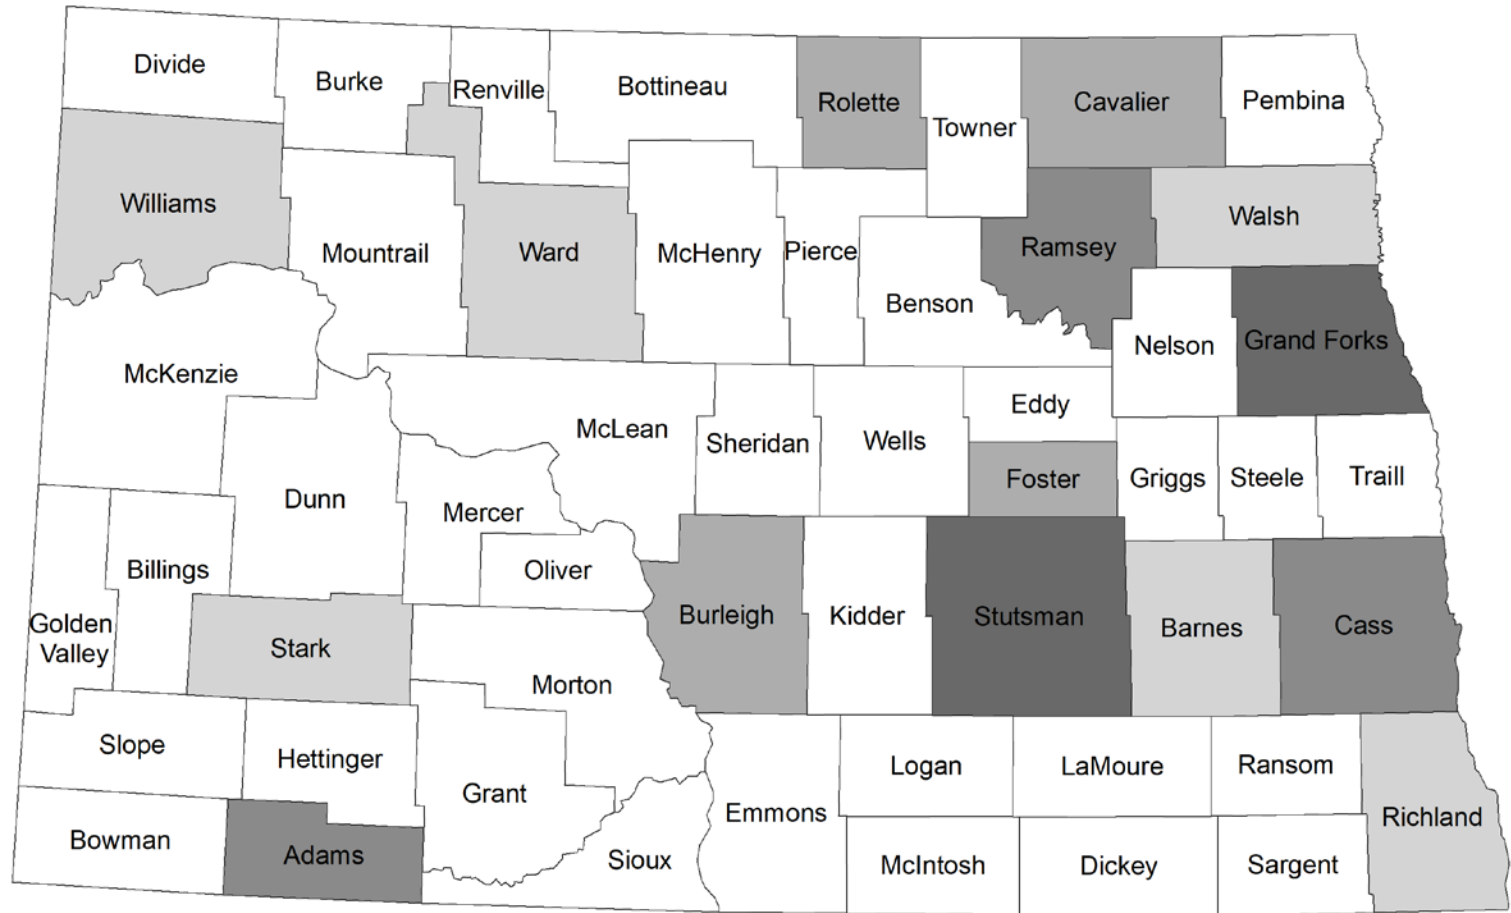 Divide
Burke
Renville
Bottineau
Rolette
Towner
Cavalier
Pembina
Williams
Mountrail
Ward
McHenry
Pierce
Benson
Ramsey
Walsh
Nelson
Grand Forks
McKenzie
Dunn
McLean
Sheridan
Wells
Eddy
Foster
Griggs
Steele
Traill
Mercer
Oliver
Golden
Valley
Billings
Stark
Morton
Burleigh
Kidder
Stutsman
Barnes
Cass
Slope
Hettinger
Grant
Bowman
Adams
Sioux
Emmons
Logan
LaMoure
Ransom
Richland
McIntosh
Dickey
Sargent